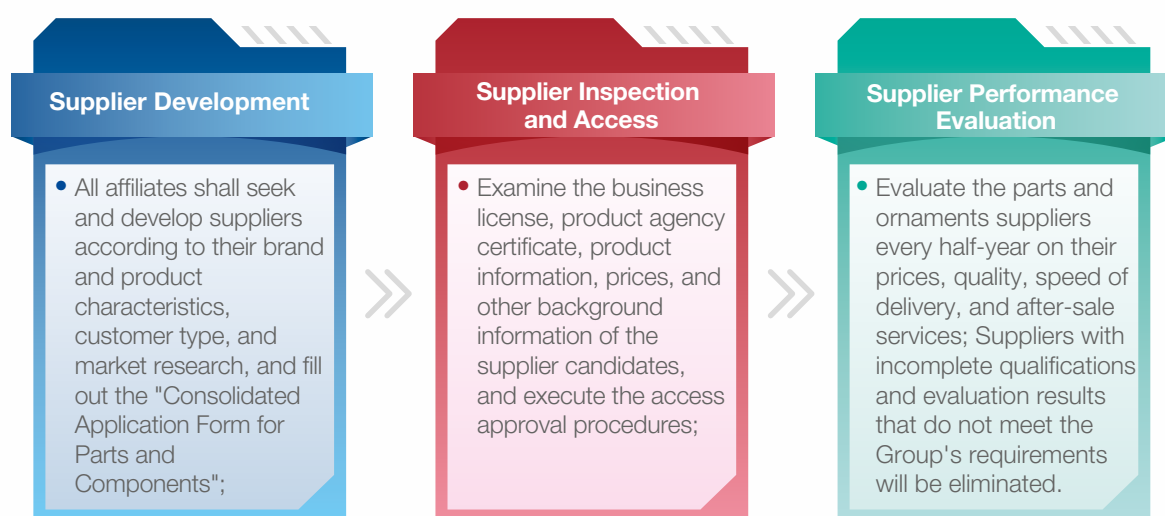 Supplier Development
• All affiliates shall seek
and develop suppliers
according to their brand
and product
characteristics,
customer type, and
market research, and fill
out the "Consolidated
Application Form for
Parts and
Components";
Supplier Inspection
and Access
• Examine the business
license, product agency
certificate, product
information, prices, and
other background
information of the
supplier candidates,
and execute the access
approval procedures;
Supplier Performance
Evaluation
• Evaluate the parts and
ornaments suppliers
every half-year on their
prices, quality, speed of
delivery, and after-sale
services; Suppliers with
incomplete qualifications
and evaluation results
that do not meet the
Group's requirements
will be eliminated.